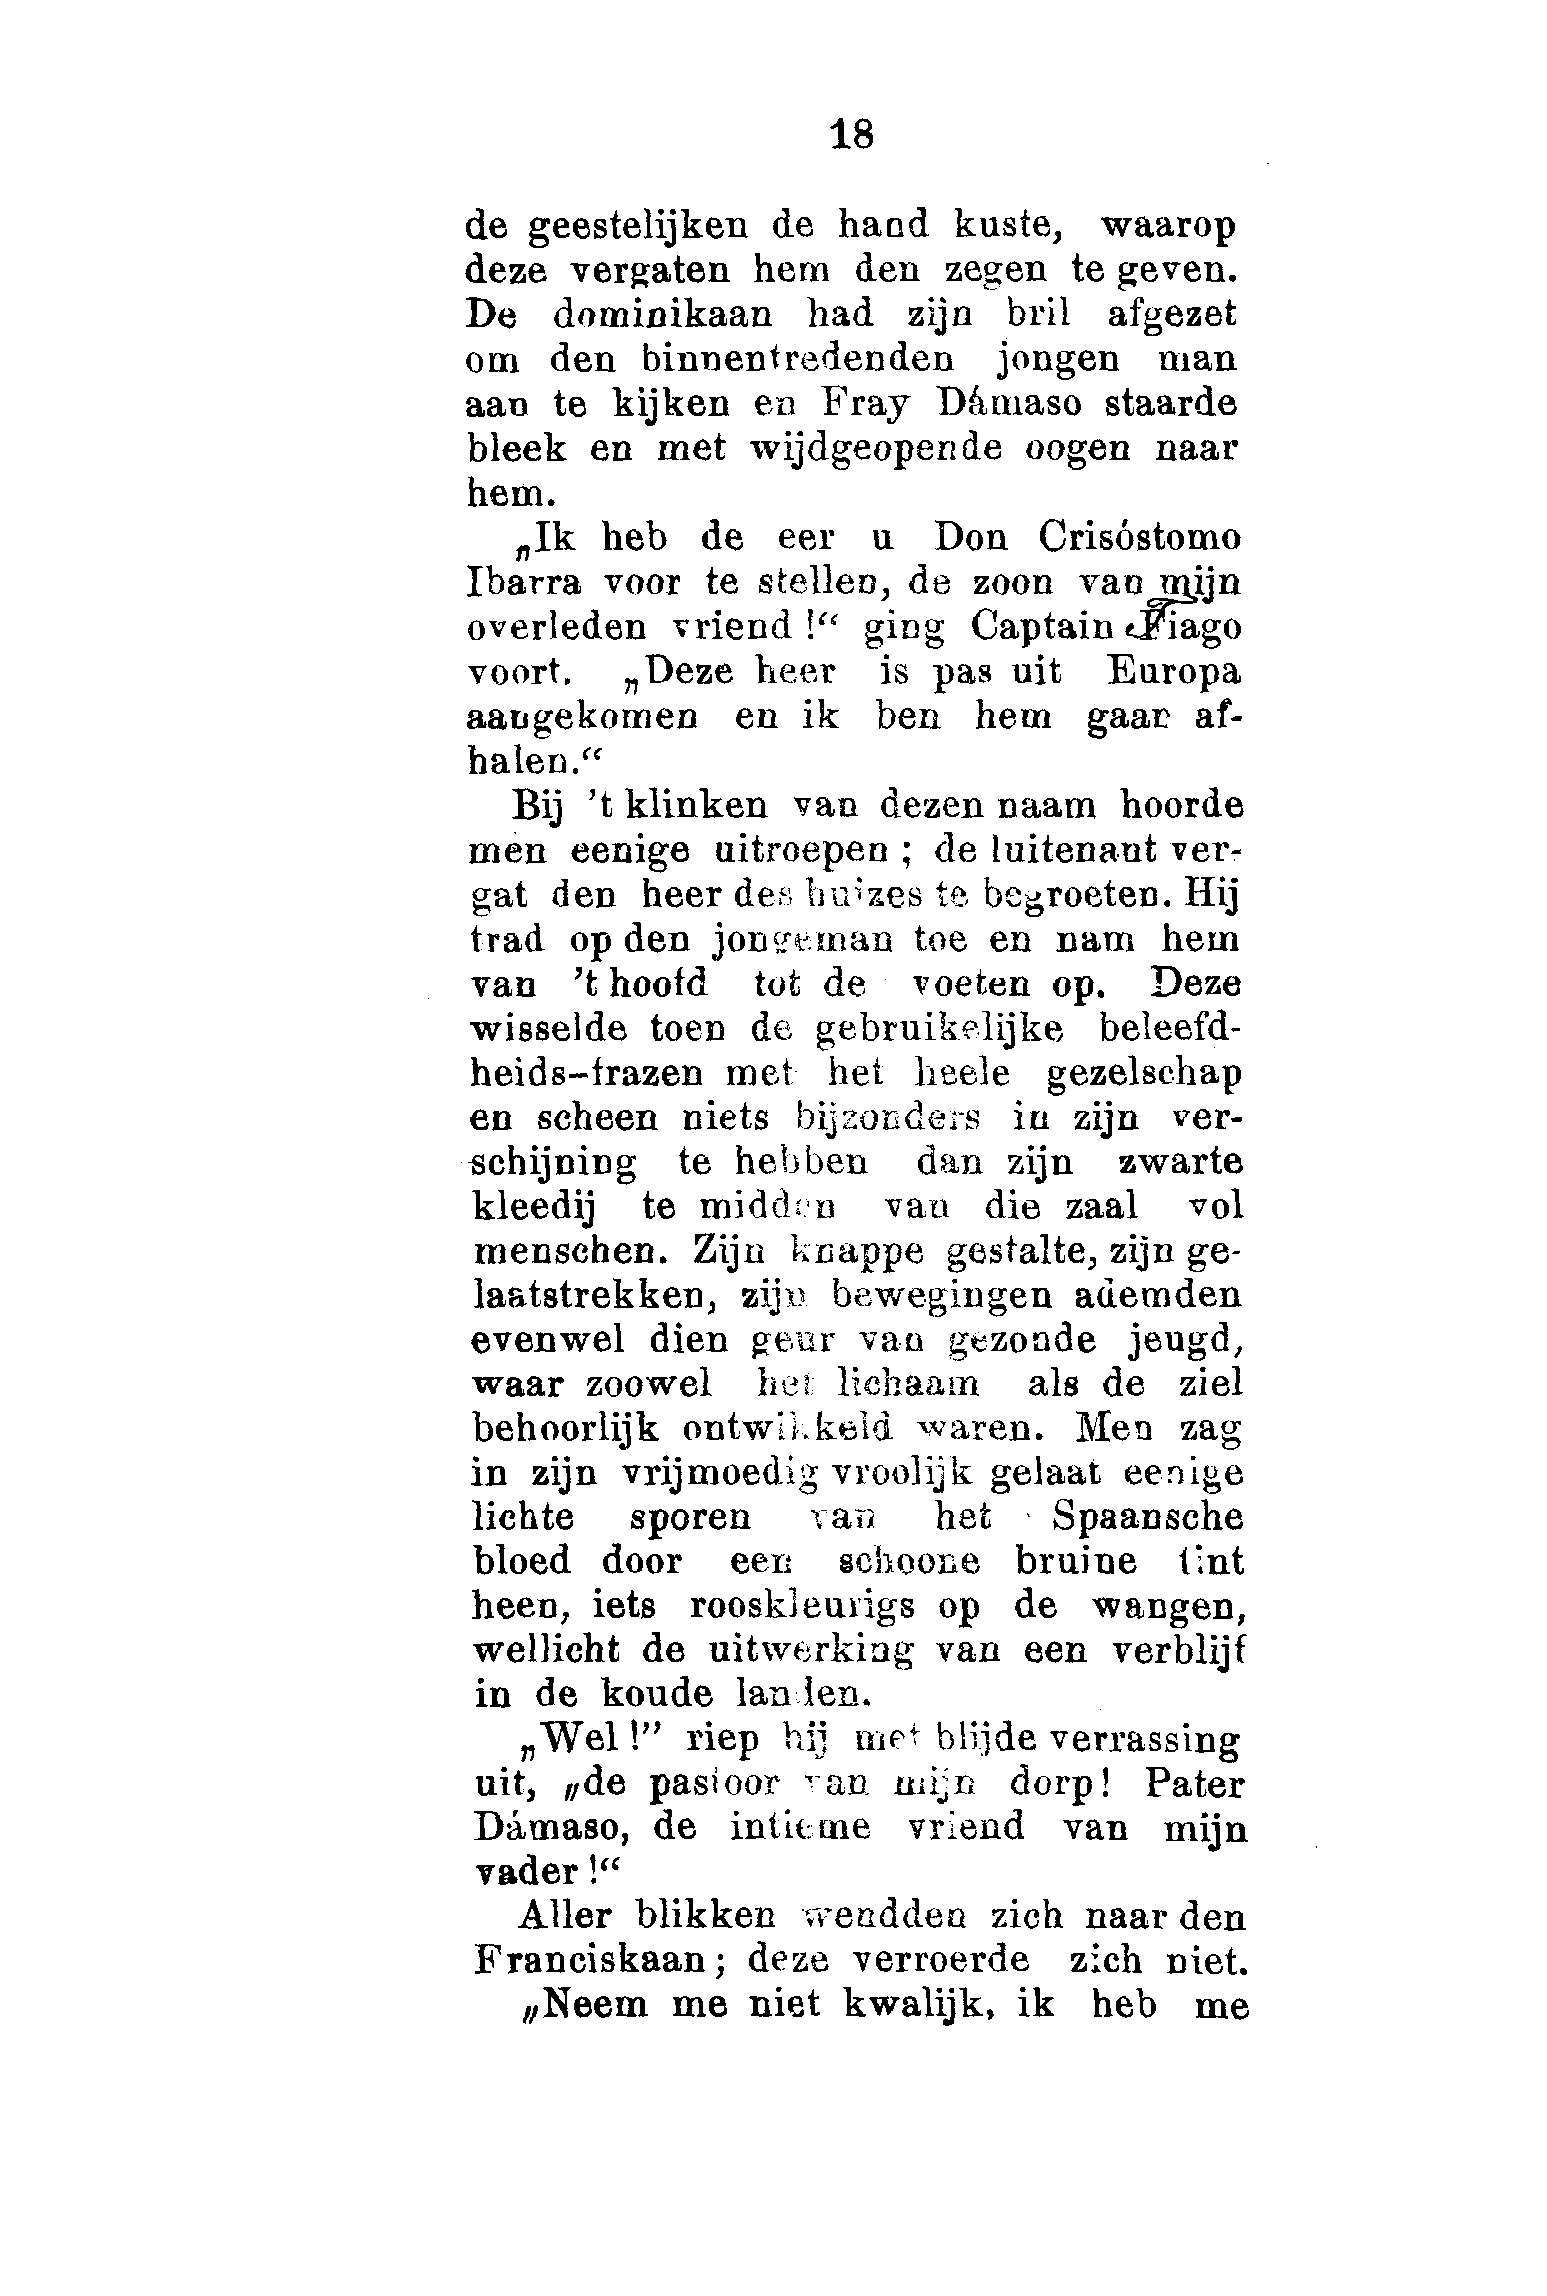 18
de geestelijken de hand kuste, waarop
deze vergaten hem den zegen te geven.
De dominikaan had zijn bril afgezet
om den binnentredenden jongen man
aan te kijken en Fray Dámaso staarde
bleek en met wijdgeopende oogen naar
hem.
„Ik heb de eer u Don Crisóstomo
Ibarra voor te stellen, de zoon van mijn
overleden vriend !“ ging Captain Tiago
voort. „Deze heer is pas uit Europa
aangekomen en ik ben hem gaan af-
halen.“
Bij 't klinken van dezen naam hoorde
men eenige uitroepen ; de luitenant ver-
gat den heer des huizes te begroeten. Hij
trad op den jongeman toe en nam hem
van 't hoofd tot de voeten op. Deze
wisselde toen de gebruikelijke beleefd-
heids-frazen met het heele gezelschap
en scheen niets bijzonders in zijn ver-
schijning te hebben dan zijn zwarte
kleedij te midden van die zaal vol
menschen. Zijn knappe gestalte, zijn ge-
laatstrekken, zijn bewegingen ademden
evenwel dien geur van gezonde jeugd,
waar zoowel het lichaam als de ziel
behoorlijk ontwikkeld waren. Men zag
in zijn vrijmoedig vroolijk gelaat eenige
lichte sporen van het Spaansche
bloed door een schoone bruine tint
heen, iets rooskleurigs op de wangen,
wellicht de uitwerking van een verblijf
in de koude landen.
„Wel !” riep hij met blijde verrassing
uit, „de pastoor van mijn dorp! Pater
Dámaso, de intieme vriend van mijn
vader !“
Aller blikken wendden zich naar den
Franciskaan; deze verroerde zich niet.
„Neem me niet kwalijk, ik heb me